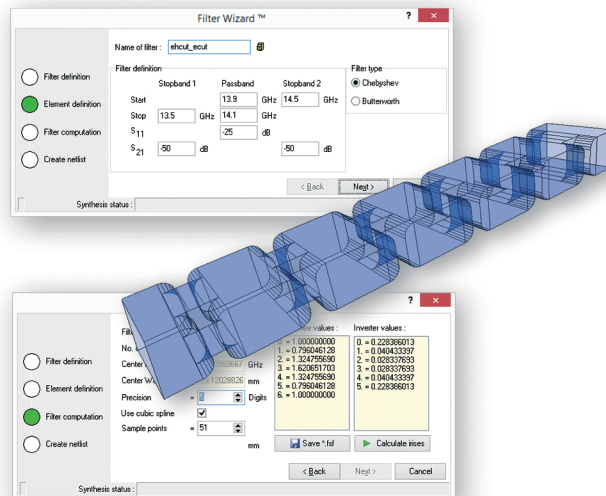 Filter Wizard ™
?
×
Name of filter : ehcut_ecut
Filter definition
Filter type
Stopband 1 Passband Stopband 2
Chebyshev
Start 13.9 GHz 14.5 GHz
Butterworth
Stop 13.5 GHz 14.1 GHz
S11 -25 dB
S21 -50 dB -50 dB
Filter definition
Element definition
Filter computation
Create netlist
< Back Next >
Synthesis status :
?
×
values : Inverter values :
0. = 1.000000000 0. = 0.228386013
1. = 0.796046128 1. = 0.040433397
2. = 1.324755690 2. = 0.028337693
3. = 1.620651703 3. = 0.028337693
4. = 1.324755690 4. = 0.040433397
5. = 0.796048128 5. = 0.228386013
6. = 1.000000000
No.
Center GHz
Center mm
Precision = Digits
Use cubic spline
Sample points = 51
mm
Filter definition
Element definition
Filter computation
Create netlist
Save *.fsf Calculate irises
< Back Next > Cancel
Synthesis status :